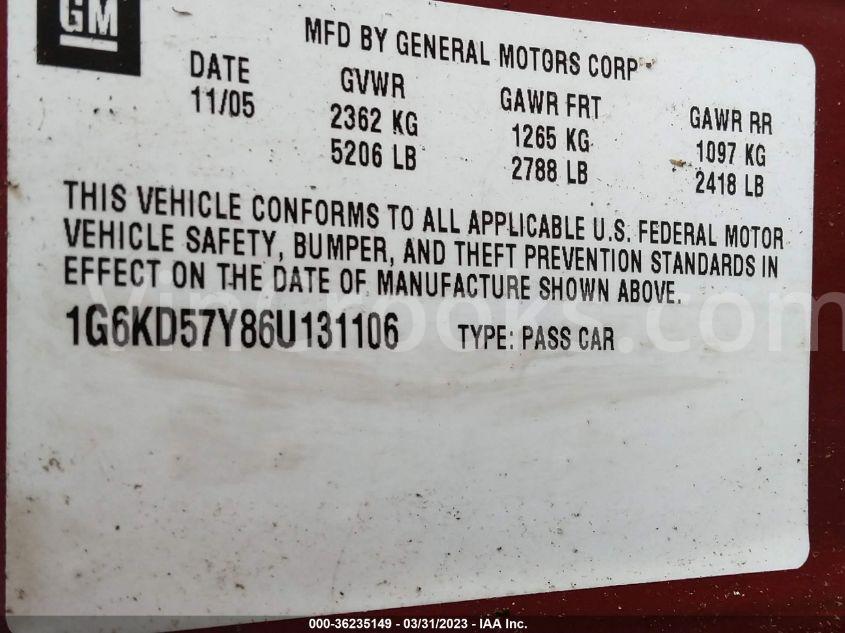 GM
MFD BY GENERAL MOTORS CORP
DATE GVWR GAWR FRT GAWR RR
11/05 2362 KG 1265 KG 1097 KG
5206 LB 2788 LB 2418 LB
THIS VEHICLE CONFORMS TO ALL APPLICABLE U.S. FEDERAL MOTOR
VEHICLE SAFETY, BUMPER, AND THEFT PREVENTION STANDARDS IN
EFFECT ON THE DATE OF MANUFACTURE SHOWN ABOVE.
1G6KD57Y86U131106 TYPE: PASS CAR
000-36235149 - 03/31/2023 - IAA Inc.